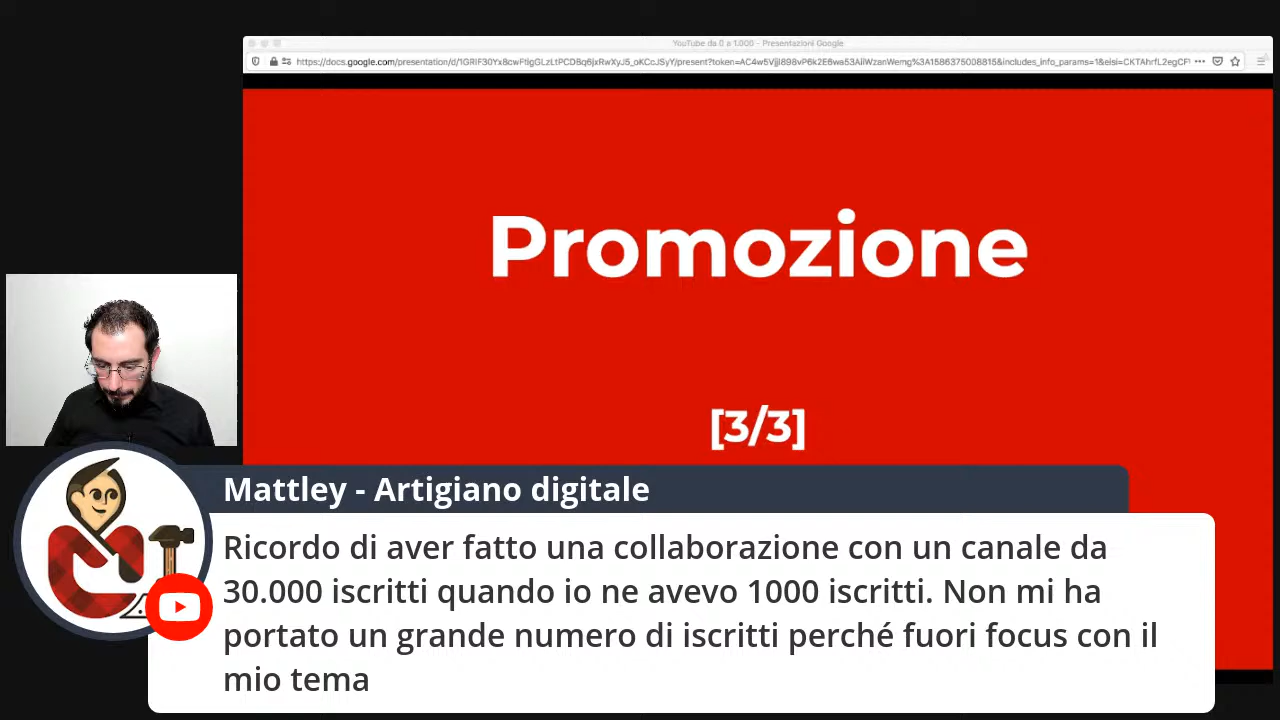 YouTube da 0 a 1.000 - Presentazioni Google
Promozione
[3/3]
Mattley - Artigiano digitale
Ricordo di aver fatto una collaborazione con un canale da
30.000 iscritti quando io ne avevo 1000 iscritti. Non mi ha
portato un grande numero di iscritti perché fuori focus con il
mio tema